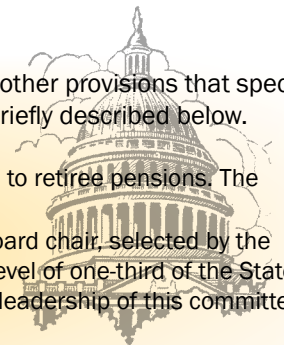 other provisions that spec
riefly described below.
to retiree pensions. The
oard chair, selected by the
evel of one-third of the State
leadership of this committe